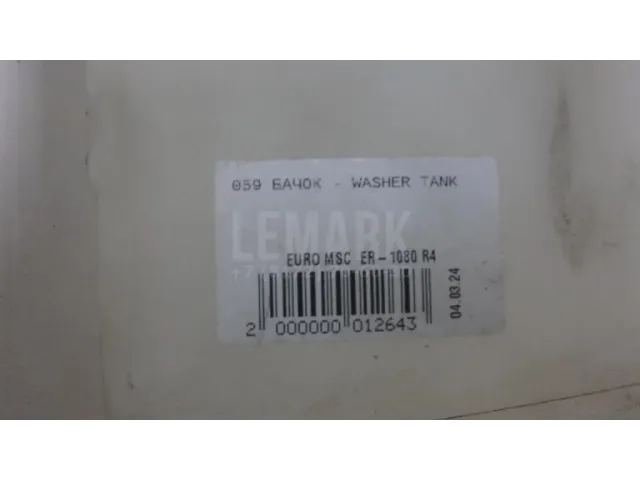 059 БАЧОК - WASHER TANK
LEMARK
EURO MSC ER-1080 R4
2 000000 012643
04.03.24